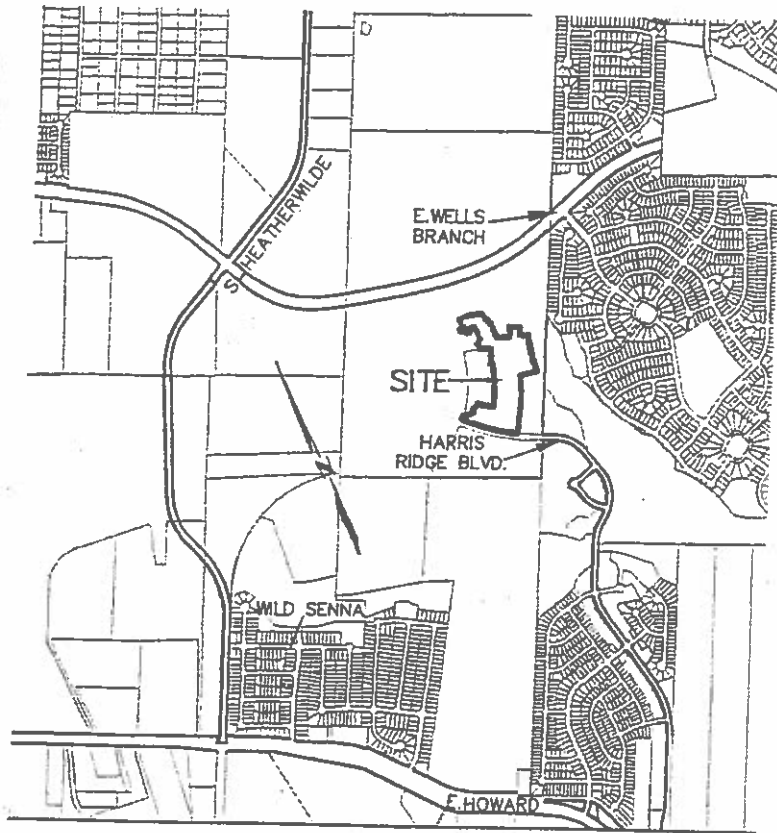 D
S HEATHERWILDE
E.WELLS
BRANCH
SITE
HARRIS
RIDGE BLVD.
N
WILD SENNA
E.HOWARD